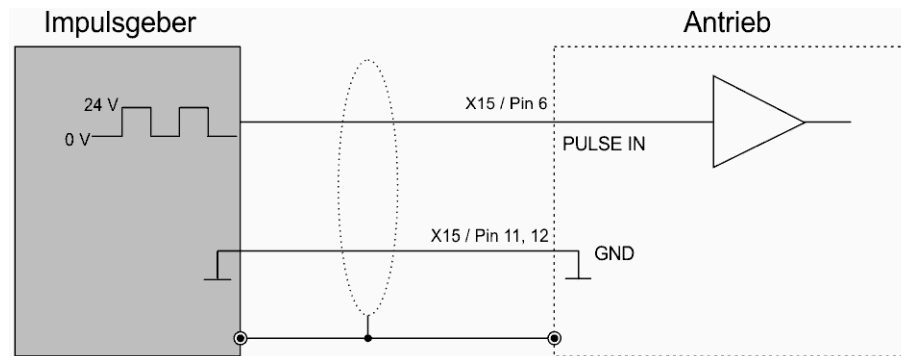 Impulsgeber
Antrieb
24 V
0 V
X15 / Pin 6
PULSE IN
X15 / Pin 11, 12
GND